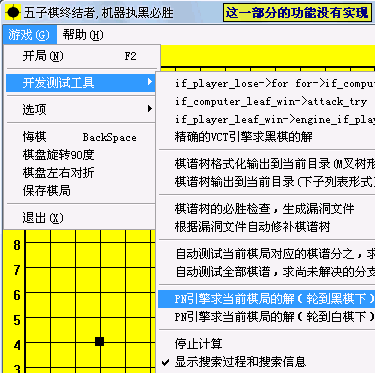 五子棋终结者,机器执黑必胜
这一部分的功能没有实现
游戏(G) 帮助(H)
开局(N) F2
开发测试工具
选项
悔棋 BackSpace
棋盘旋转90度
棋盘左右对折
保存棋局
退出(X)
if_player_lose->for for->if_compu
if_computer_leaf_win->attack_try
if_player_leaf_win->engine_if_play
精确的VCT引擎求黑棋的解
棋谱树格式化输出到当前目录(M叉树形
棋谱树输出到当前目录(下子列表形式)
棋谱树的必胜检查,生成漏洞文件
根据漏洞文件自动修补棋谱树
自动测试当前棋局对应的棋谱分之,求
自动测试全部棋谱,求尚未解决的分支
PN引擎求当前棋局的解(轮到黑棋下)
PN引擎求当前棋局的解(轮到白棋下)
停止计算
显示搜索过程和搜索信息
8
7
6
5
4
3
2